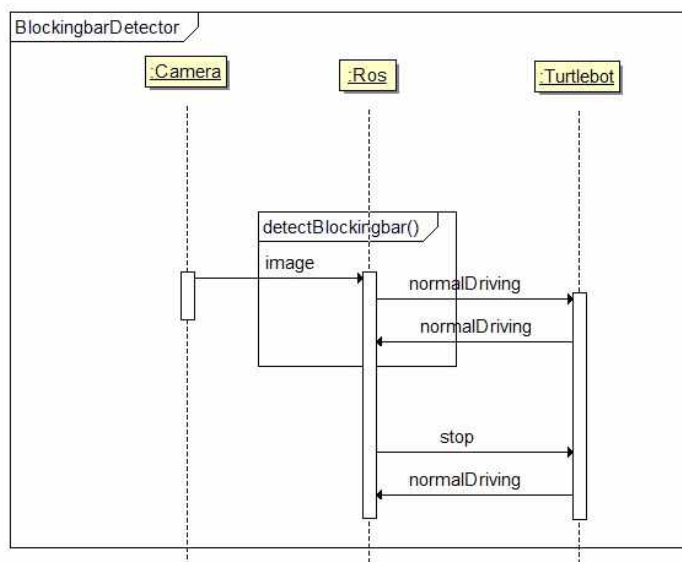 BlockingbarDetector
:Camera
:Ros
:Turtlebot
detectBlockingbar()
image
normalDriving
normalDriving
stop
normalDriving